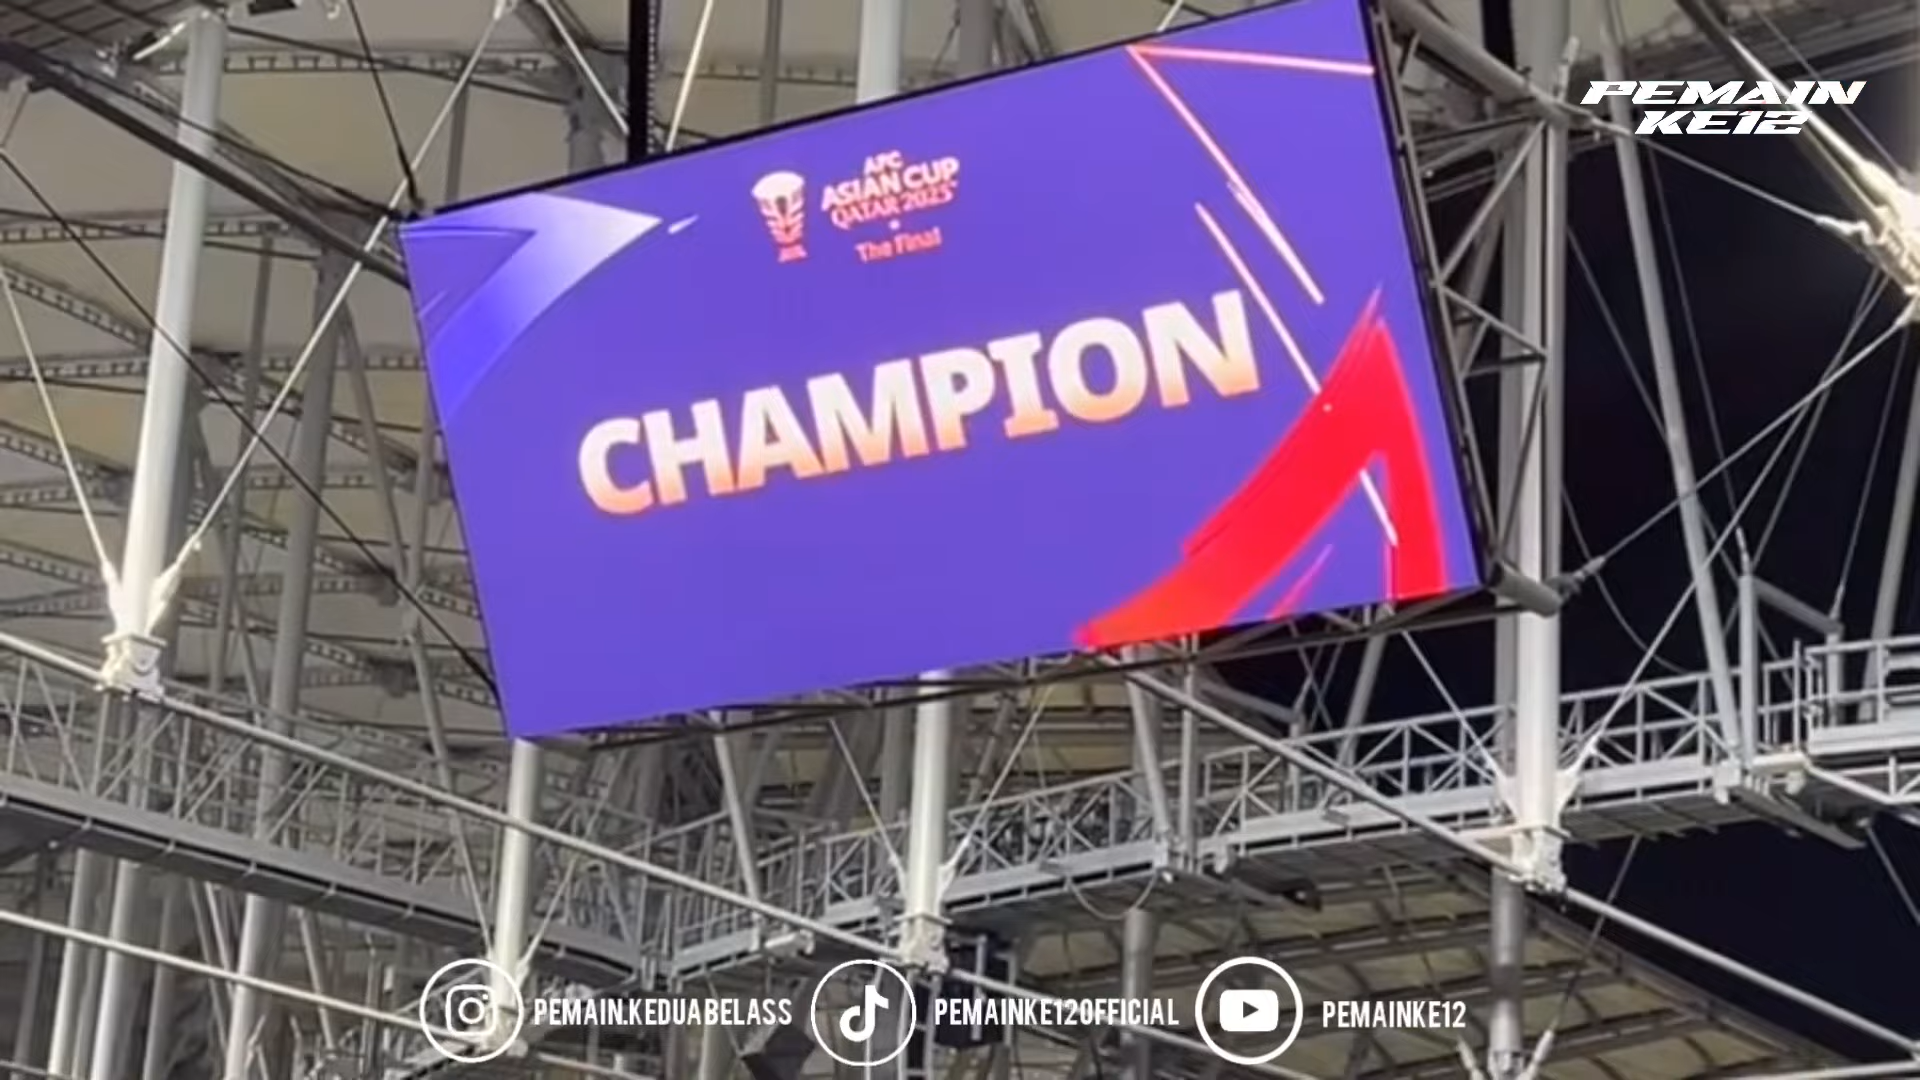 PEMAIN
KE12
AFC
ASIAN CUP
QATAR 2023
The Final
CHAMPION
PEMAIN.KEDUABELASS
PEMAINKE12OFFICIAL
PEMAINKE12